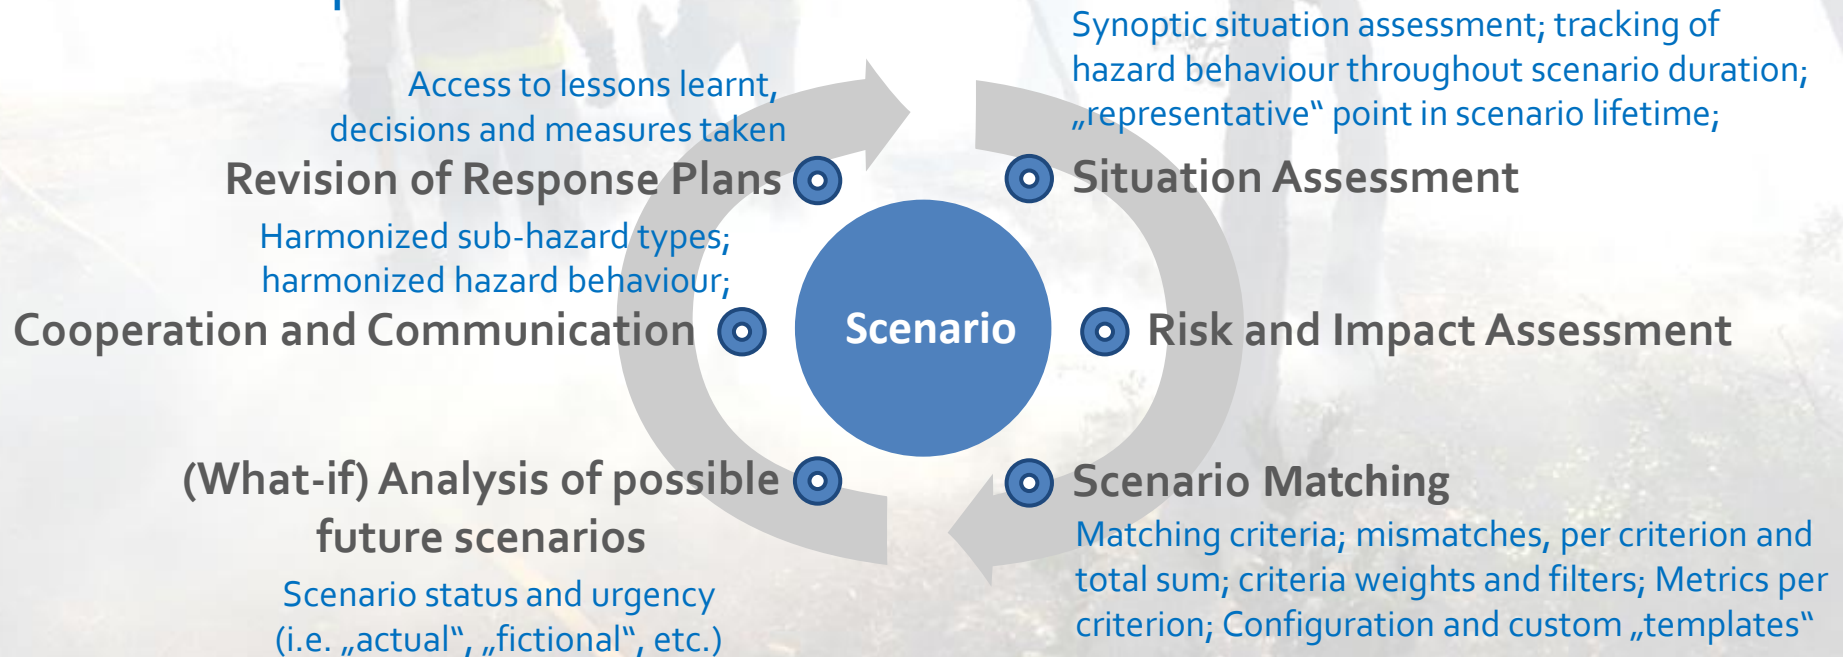 Synoptic situation assessment; tracking of
hazard behaviour throughout scenario duration;
„representative“ point in scenario lifetime;
Situation Assessment
Risk and Impact Assessment
Scenario Matching
Matching criteria; mismatches, per criterion and
total sum; criteria weights and filters; Metrics per
criterion; Configuration and custom „templates“
Access to lessons learnt,
decisions and measures taken
Revision of Response Plans
Harmonized sub-hazard types;
harmonized hazard behaviour;
Cooperation and Communication
(What-if) Analysis of possible
future scenarios
Scenario status and urgency
(i.e. „actual“, „fictional“, etc.)
Scenario